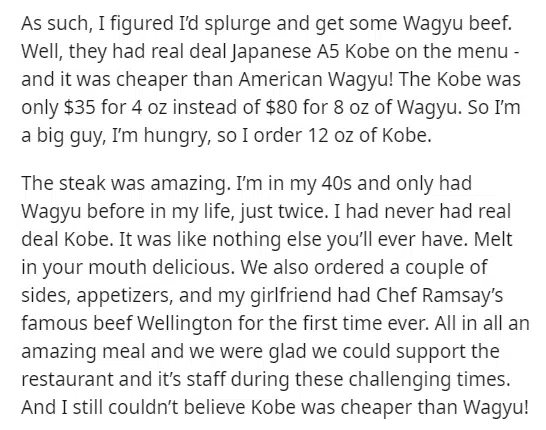 As such, I figured I’d splurge and get some Wagyu beef.
Well, they had real deal Japanese A5 Kobe on the menu -
and it was cheaper than American Wagyu! The Kobe was
only $35 for 4 oz instead of $80 for 8 oz of Wagyu. So I’m
a big guy, I’m hungry, so I order 12 oz of Kobe.
The steak was amazing. I’m in my 40s and only had
Wagyu before in my life, just twice. I had never had real
deal Kobe. It was like nothing else you’ll ever have. Melt
in your mouth delicious. We also ordered a couple of
sides, appetizers, and my girlfriend had Chef Ramsay’s
famous beef Wellington for the first time ever. All in all an
amazing meal and we were glad we could support the
restaurant and it’s staff during these challenging times.
And I still couldn’t believe Kobe was cheaper than Wagyu!